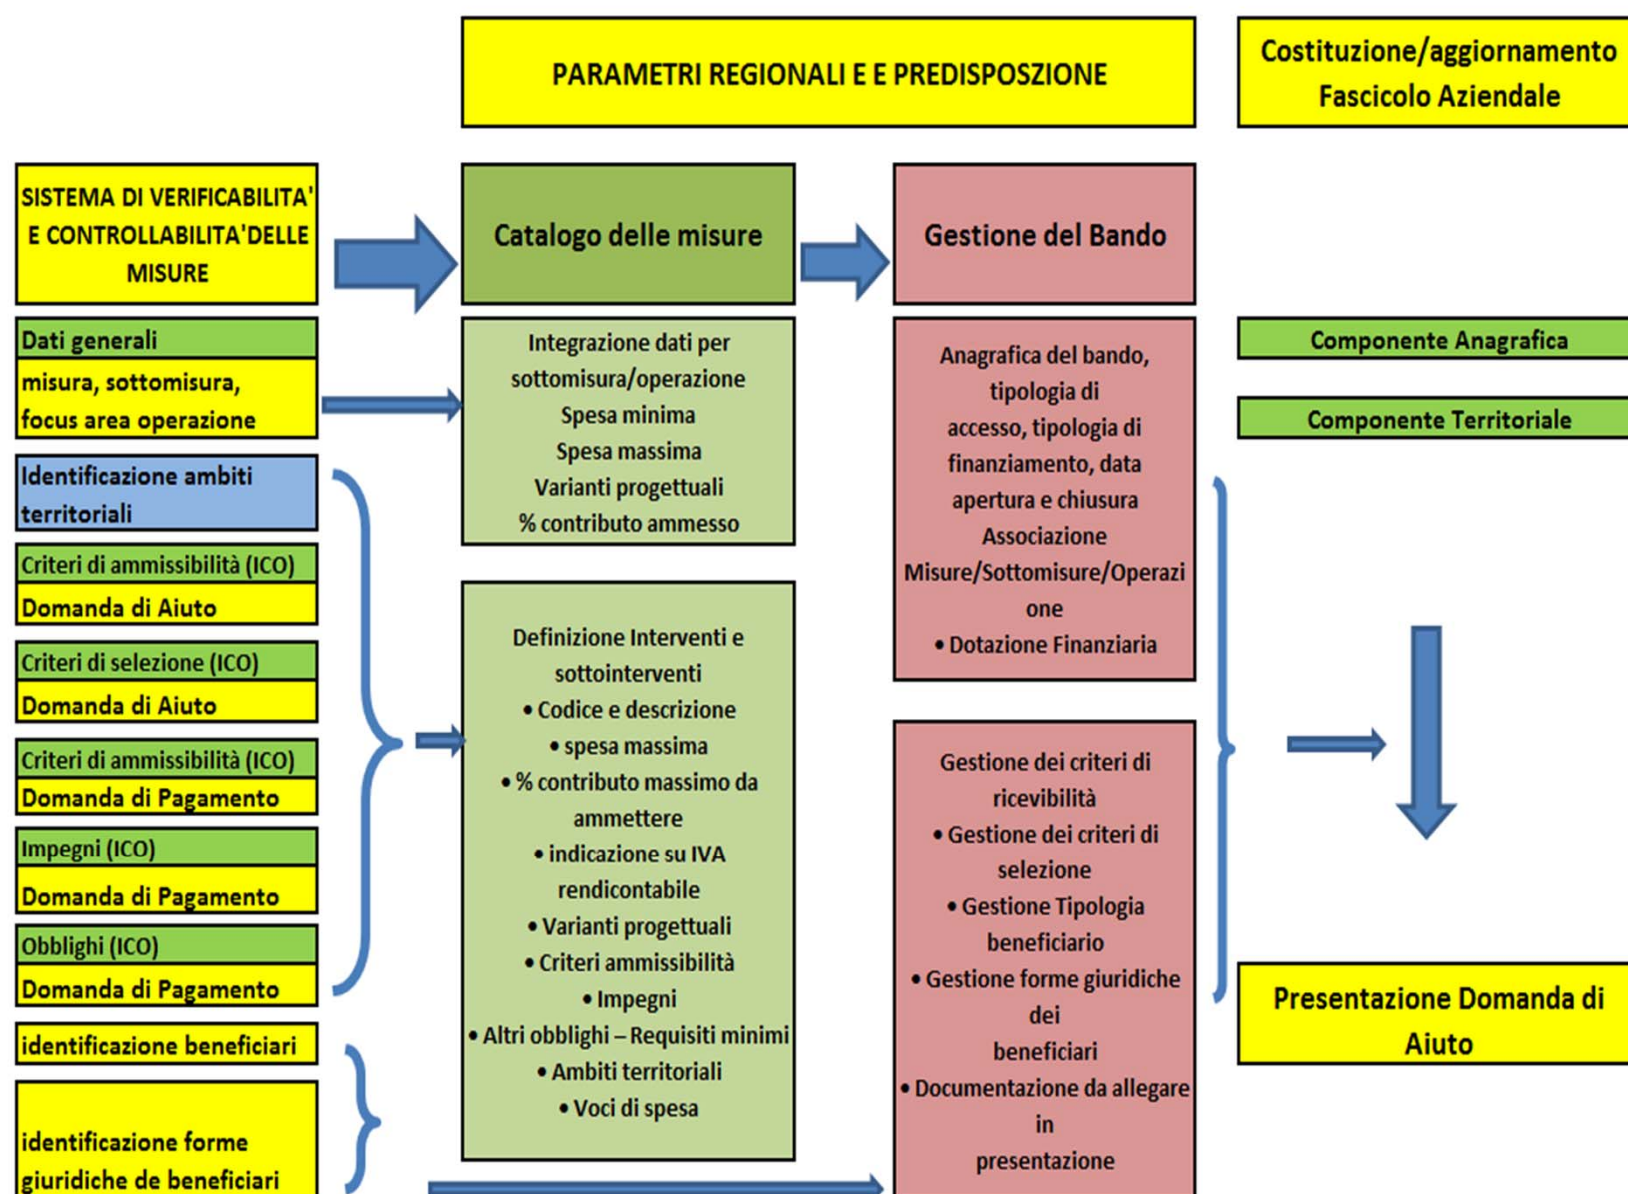 PARAMETRI REGIONALI E E PREDISPOSZIONE
Costituzione/aggiornamento
Fascicolo Aziendale
SISTEMA DI VERIFICABILITA'
E CONTROLLABILITA'DELLE
MISURE
Catalogo delle misure
Gestione del Bando
Dati generali
misura, sottomisura,
focus area operazione
Identificazione ambiti
territoriali
Criteri di ammissibilità (ICO)
Domanda di Aiuto
Criteri di selezione (ICO)
Domanda di Aiuto
Criteri di ammissibilità (ICO)
Domanda di Pagamento
Impegni (ICO)
Domanda di Pagamento
Obblighi (ICO)
Domanda di Pagamento
identificazione beneficiari
identificazione forme
giuridiche de beneficiari
Integrazione dati per
sottomisura/operazione
Spesa minima
Spesa massima
Varianti progettuali
% contributo ammesso
Definizione Interventi e
sottointerventi
• Codice e descrizione
• spesa massima
• % contributo massimo da
ammettere
• indicazione su IVA
rendicontabile
• Varianti progettuali
• Criteri ammissibilità
• Impegni
• Altri obblighi – Requisiti minimi
• Ambiti territoriali
• Voci di spesa
Anagrafica del bando,
tipologia di
accesso, tipologia di
finanziamento, data
apertura e chiusura
Associazione
Misure/Sottomisure/Operazi
one
• Dotazione Finanziaria
Gestione dei criteri di
ricevibilità
• Gestione dei criteri di
selezione
• Gestione Tipologia
beneficiario
• Gestione forme giuridiche
dei
beneficiari
• Documentazione da allegare
in
presentazione
Componente Anagrafica
Componente Territoriale
Presentazione Domanda di
Aiuto